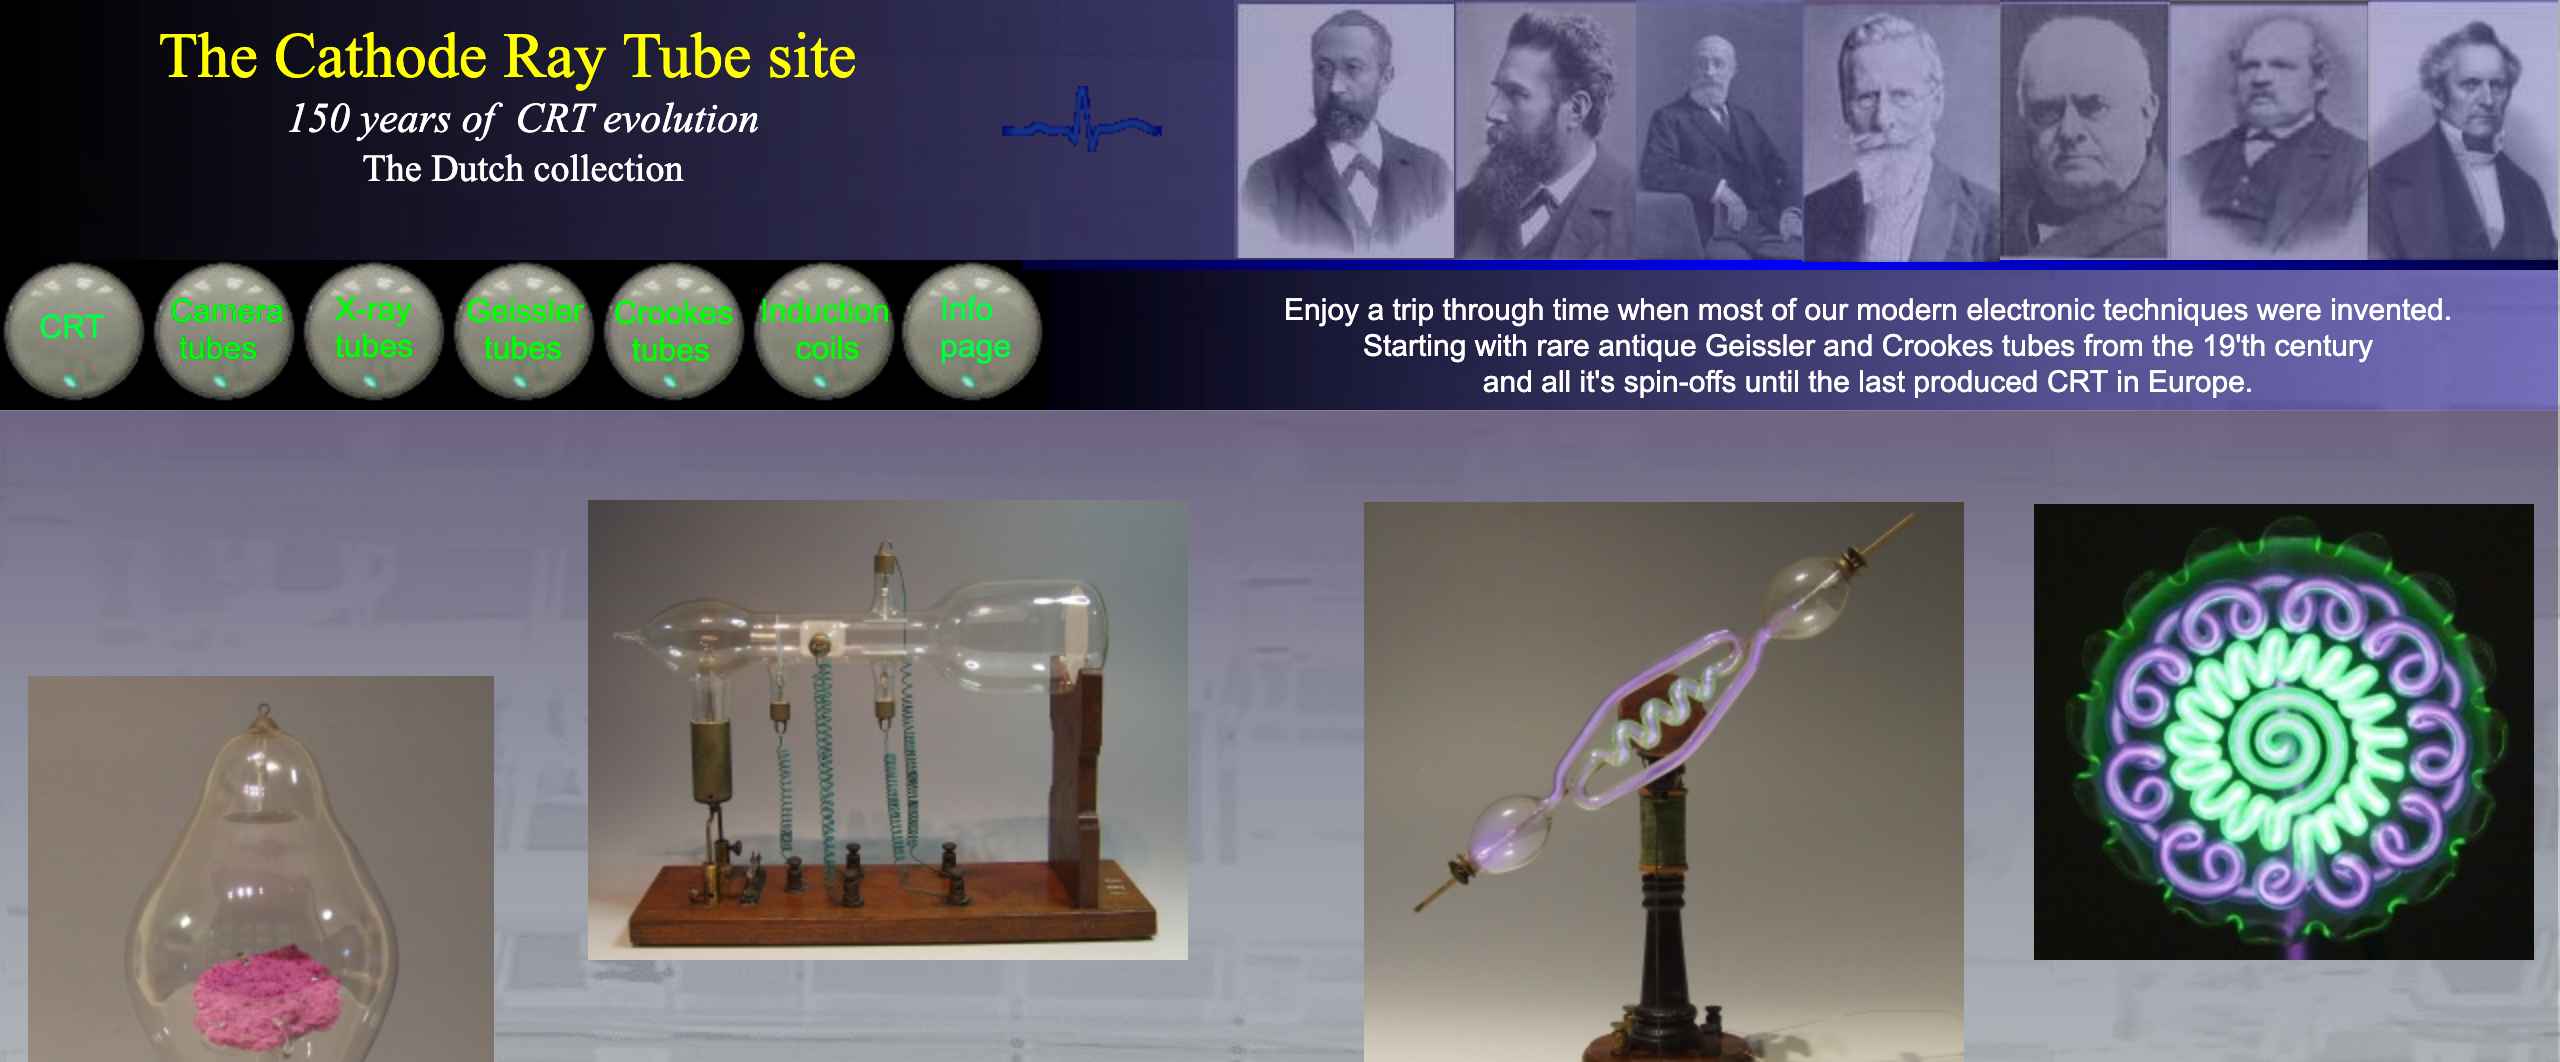 The Cathode Ray Tube site
150 years of CRT evolution
The Dutch collection
CRT
Camera
tubes
X-ray
tubes
Geissler
tubes
Crookes
tubes
Induction
coils
Info
page
Enjoy a trip through time when most of our modern electronic techniques were invented.
Starting with rare antique Geissler and Crookes tubes from the 19'th century
and all it's spin-offs until the last produced CRT in Europe.